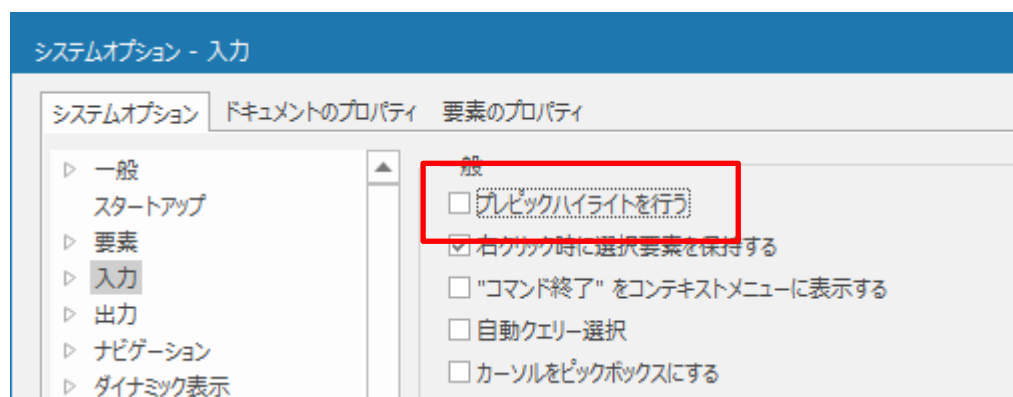 システムオプション - 入力
システムオプション ドキュメントのプロパティ 要素のプロパティ
一般
スタートアップ
要素
入力
出力
ナビゲーション
ダイナミック表示
一般
プレピックハイライトを行う
右クリック時に選択要素を保持する
"コマンド終了" をコンテキストメニューに表示する
自動クエリー選択
カーソルをピックボックスにする